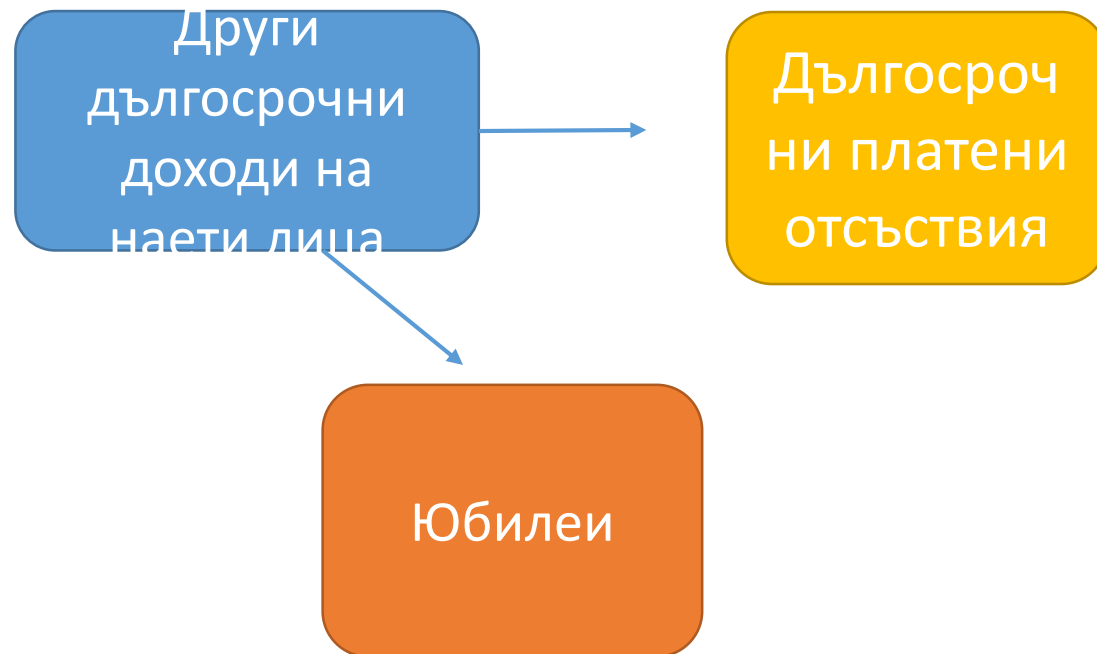 Други
дългосрочни
доходи на
наети лица
Дългосроч
ни платени
отсъствия
Юбилеи